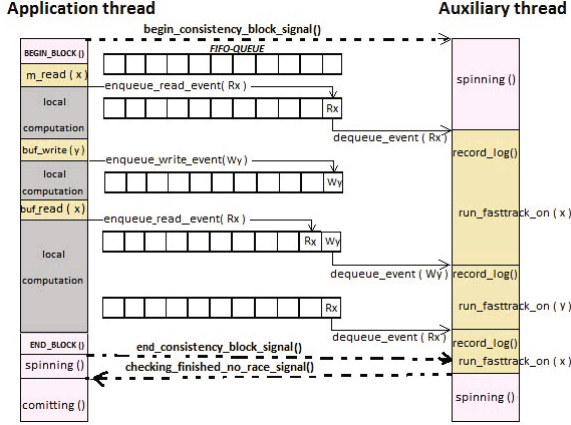 Application thread
Auxiliary thread
begin_consistency_block_signal()
BEGIN_BLOCK()
FIFO-QUEUE
m_read ( x )
spinning ()
enqueue_read_event( Rx )
local
Rx
computation
dequeue_event ( Rx )
buf_write ( y )
record_log()
enqueue_write_event(Wy)
local
Wy
computation
buf_read ( x )
run_fasttrack_on ( x )
enqueue_read_event( Rx )
Rx Wy
local
dequeue_event ( Wy )
record_log()
computation
Rx
run_fasttrack_on ( y )
dequeue_event ( Rx )
END_BLOCK()
end_consistency_block_signal()
record_log()
spinning ()
checking_finished_no_race_signal()
run_fasttrack_on ( x )
comitting ()
spinning ()